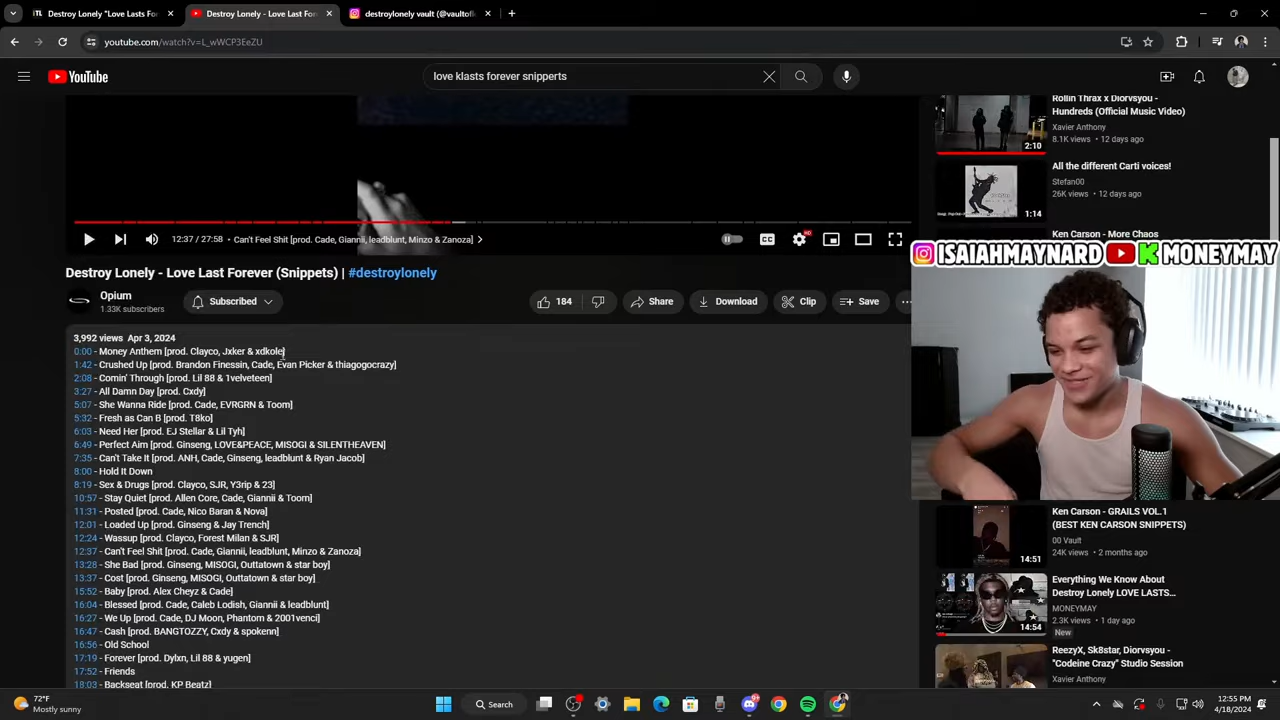 Destroy Lonely "Love Lasts For
Destroy Lonely - Love Last For
destroylonely vault (@vaultofl
youtube.com/watch?v=L_wWCP3EeZU
YouTube
love klasts forever snipperts
12:37 / 27:58 • Can't Feel Shit [prod. Cade, Giannii, leadblunt, Minzo & Zanoza]
Destroy Lonely - Love Last Forever (Snippets) | #destroylonely
Opium
1.33K subscribers
Subscribed
184
Share
Download
Clip
Save
3,992 views Apr 3, 2024
0:00 - Money Anthem [prod. Clayco, Jxker & xdkole]
1:42 - Crushed Up [prod. Brandon Finessin, Cade, Evan Picker & thiagogocrazy]
2:08 - Comin' Through [prod. Lil 88 & 1velveteen]
3:27 - All Damn Day [prod. Cxdy]
5:07 - She Wanna Ride [prod. Cade, EVRGRN & Toom]
5:32 - Fresh as Can B [prod. T8ko]
6:03 - Need Her [prod. EJ Stellar & Lil Tyh]
6:49 - Perfect Aim [prod. Ginseng, LOVE&PEACE, MISOGI & SILENTHEAVEN]
7:35 - Can't Take It [prod. ANH, Cade, Ginseng, leadblunt & Ryan Jacob]
8:00 - Hold It Down
8:19 - Sex & Drugs [prod. Clayco, SJR, Y3rip & 23]
10:57 - Stay Quiet [prod. Allen Core, Cade, Giannii & Toom]
11:31 - Posted [prod. Cade, Nico Baran & Nova]
12:01 - Loaded Up [prod. Ginseng & Jay Trench]
12:24 - Wassup [prod. Clayco, Forest Milan & SJR]
12:37 - Can't Feel Shit [prod. Cade, Giannii, leadblunt, Minzo & Zanoza]
13:28 - She Bad [prod. Ginseng, MISOGI, Outtatown & star boy]
13:37 - Cost [prod. Ginseng, MISOGI, Outtatown & star boy]
15:52 - Baby [prod. Alex Cheyz & Cade]
16:04 - Blessed [prod. Cade, Caleb Lodish, Giannii & leadblunt]
16:27 - We Up [prod. Cade, DJ Moon, Phantom & 2001venci]
16:47 - Cash [prod. BANGTOZZY, Cxdy & spokenn]
16:56 - Old School
17:19 - Forever [prod. Dylxn, Lil 88 & yugen]
17:52 - Friends
18:03 - Backseat [prod. KP Beatz]
Rollin Thrax x Diorvsyou -
Hundreds (Official Music Video)
Xavier Anthony
8.1K views • 12 days ago
2:10
All the different Carti voices!
Stefan00
26K views • 12 days ago
1:14
Ken Carson - More Chaos
ISAIAHMAYNARD MONEYMAY
Ken Carson - GRAILS VOL.1
(BEST KEN CARSON SNIPPETS)
00 Vault
24K views • 2 months ago
14:51
Everything We Know About
Destroy Lonely LOVE LASTS...
MONEYMAY
2.3K views • 1 day ago
New
14:54
ReezyX, Sk8star, Diorvsyou -
"Codeine Crazy" Studio Session
Xavier Anthony
72°F
Mostly sunny
Search
12:55 PM
4/18/2024